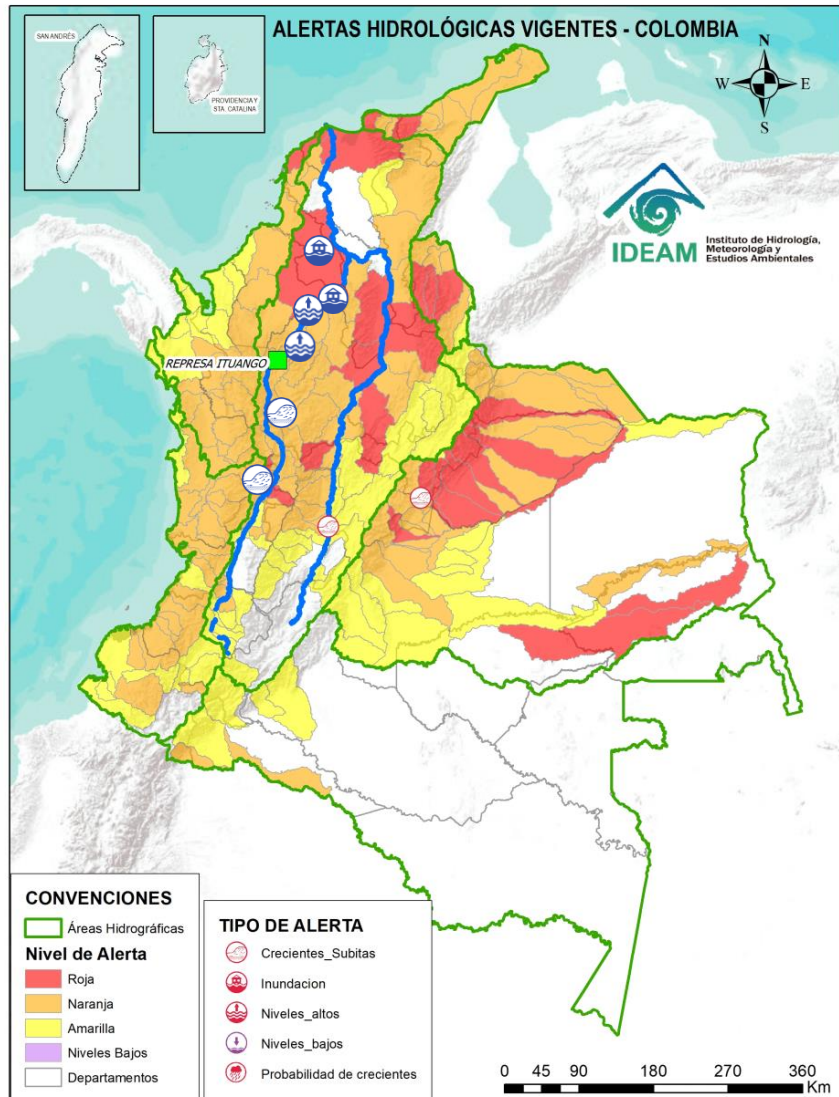 ALERTAS HIDROLÓGICAS VIGENTES - COLOMBIA
SAN ANDRÉS
PROVIDENCIA Y
STA. CATALINA
N
W
E
S
IDEAM
Instituto de Hidrología,
Meteorología y
Estudios Ambientales
REPRESA ITUANGO
CONVENCIONES
Áreas Hidrográficas
Nivel de Alerta
Roja
Naranja
Amarilla
Niveles Bajos
Departamentos
TIPO DE ALERTA
Crecientes_Subitas
Inundacion
Niveles_altos
Niveles_bajos
Probabilidad de crecientes
0 45 90 180 270 360
Km